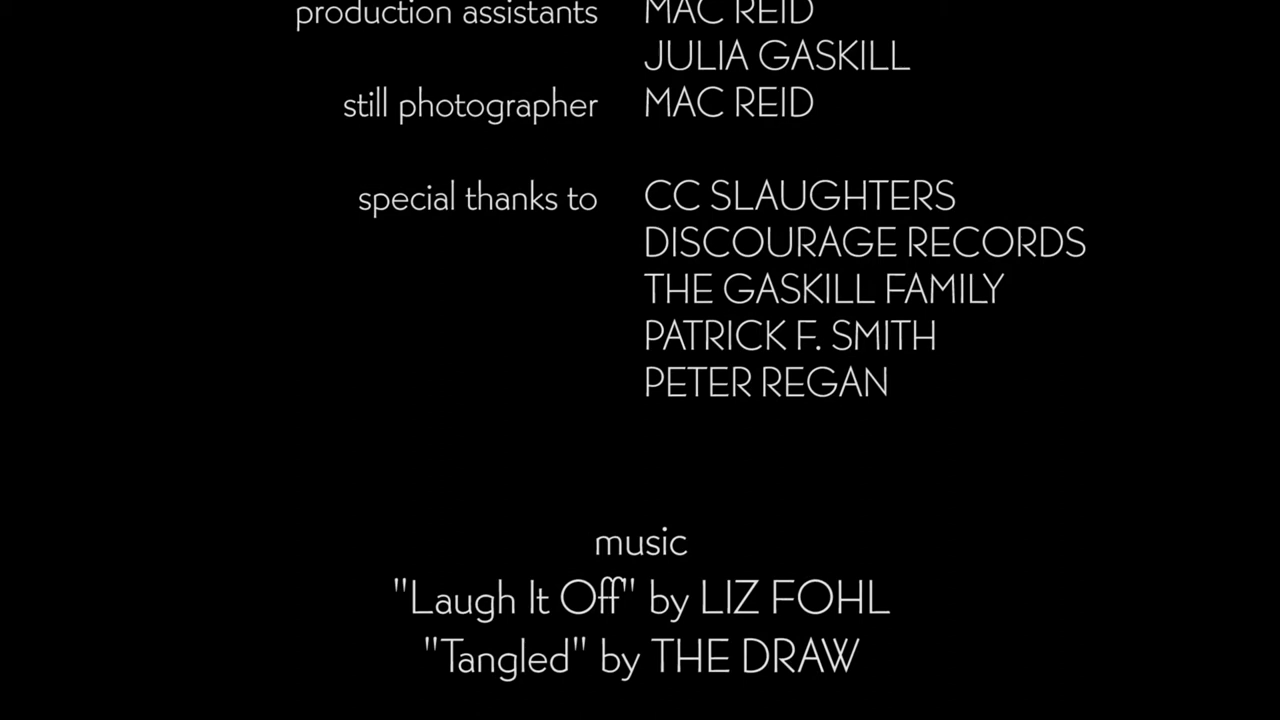 production assistants MAC REID
JULIA GASKILL
still photographer MAC REID
special thanks to CC SLAUGHTERS
DISCOURAGE RECORDS
THE GASKILL FAMILY
PATRICK F. SMITH
PETER REGAN
music
"Laugh It Off" by LIZ FOHL
"Tangled" by THE DRAW